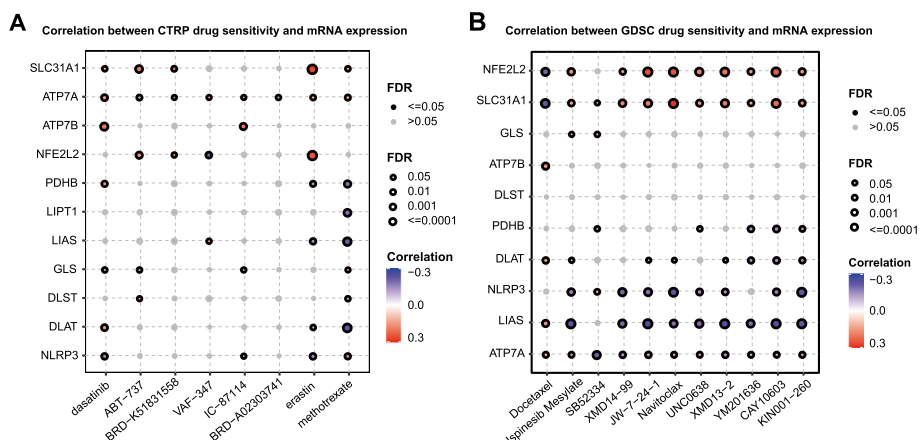 A
Correlation between CTRP drug sensitivity and mRNA expression
SLC31A1
ATP7A
ATP7B
NFE2L2
PDHB
LIPT1
LIAS
GLS
DLST
DLAT
NLRP3
dasatinib
ABT−737
BRD−K51831558
VAF−347
IC−87114
BRD−A02303741
erastin
methotrexate
FDR
<=0.05
>0.05
FDR
0.05
0.01
0.001
<=0.0001
Correlation
−0.3
0.0
0.3
B
Correlation between GDSC drug sensitivity and mRNA expression
NFE2L2
SLC31A1
GLS
ATP7B
DLST
PDHB
DLAT
NLRP3
LIAS
ATP7A
Docetaxel
Ispinesib Mesylate
SB52334
XMD14−99
JW−7−24−1
Navitoclax
UNC0638
XMD13−2
YM201636
CAY10603
KIN001−260
FDR
<=0.05
>0.05
FDR
0.05
0.01
0.001
<=0.0001
Correlation
−0.3
0.0
0.3